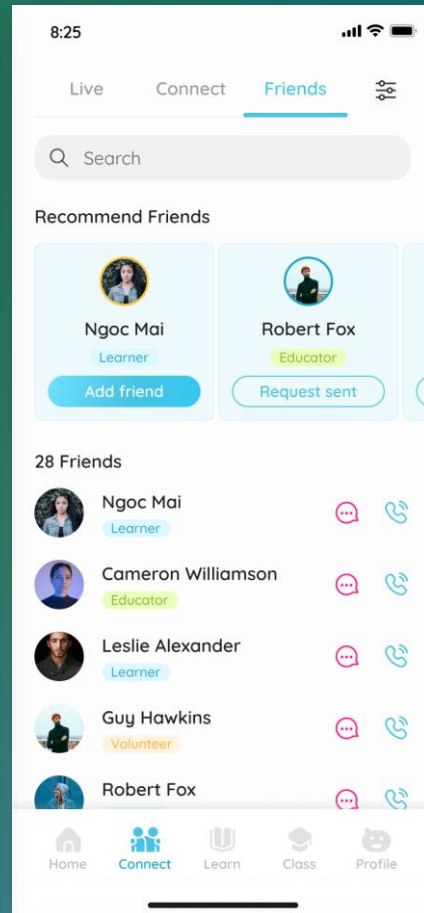 8:25
Live Connect Friends
Search
Recommend Friends
Ngoc Mai
Learner
Add friend
Robert Fox
Educator
Request sent
28 Friends
Ngoc Mai
Learner
Cameron Williamson
Educator
Leslie Alexander
Learner
Guy Hawkins
Volunteer
Robert Fox
Home Connect Learn Class Profile